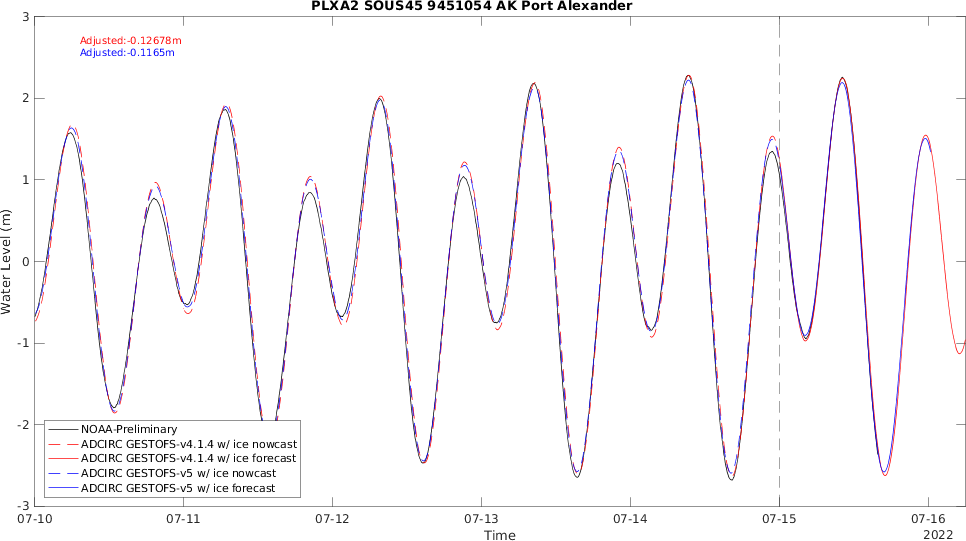 PLXA2 SOUS45 9451054 AK Port Alexander
Adjusted:-0.12678m
Adjusted:-0.1165m
3
2
1
0
-1
-2
-3
Water Level (m)
NOAA-Preliminary
ADCIRC GESTOFS-v4.1.4 w/ ice nowcast
ADCIRC GESTOFS-v4.1.4 w/ ice forecast
ADCIRC GESTOFS-v5 w/ ice nowcast
ADCIRC GESTOFS-v5 w/ ice forecast
07-10 07-11 07-12 07-13 07-14 07-15 07-16
Time
2022